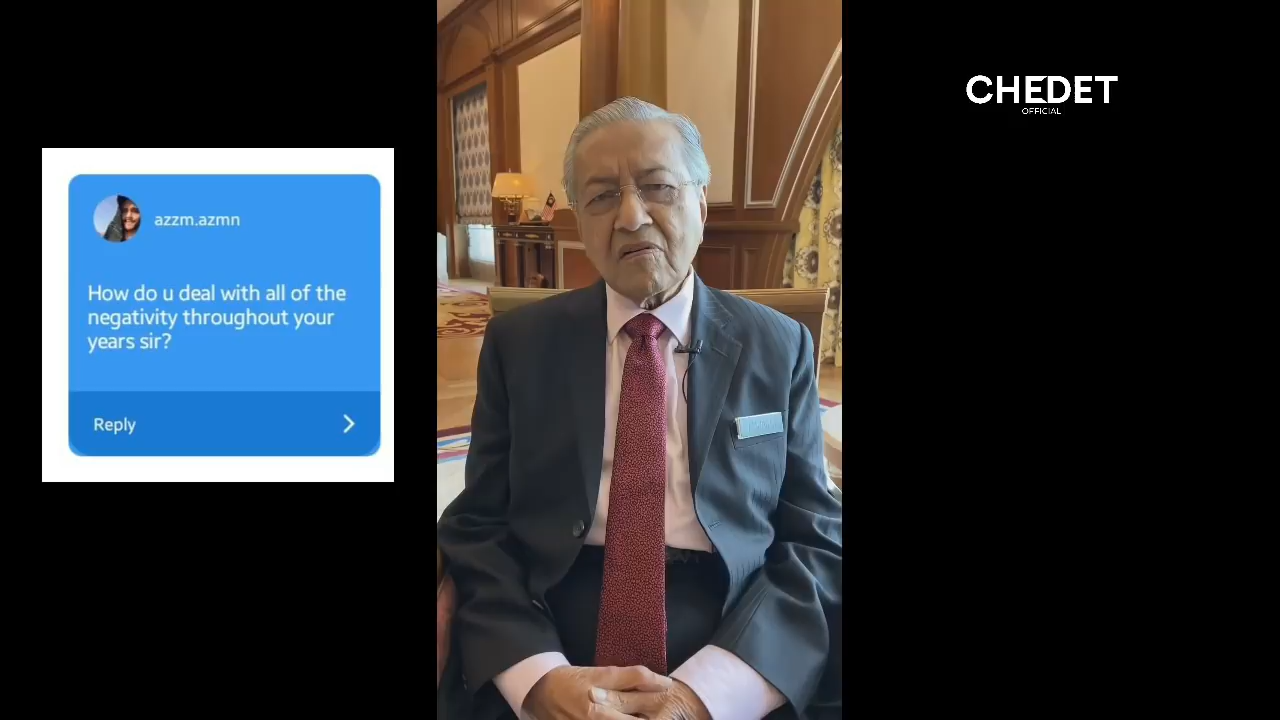 azzm.azmn
How do u deal with all of the
negativity throughout your
years sir?
Reply
CHEDET
OFFICIAL